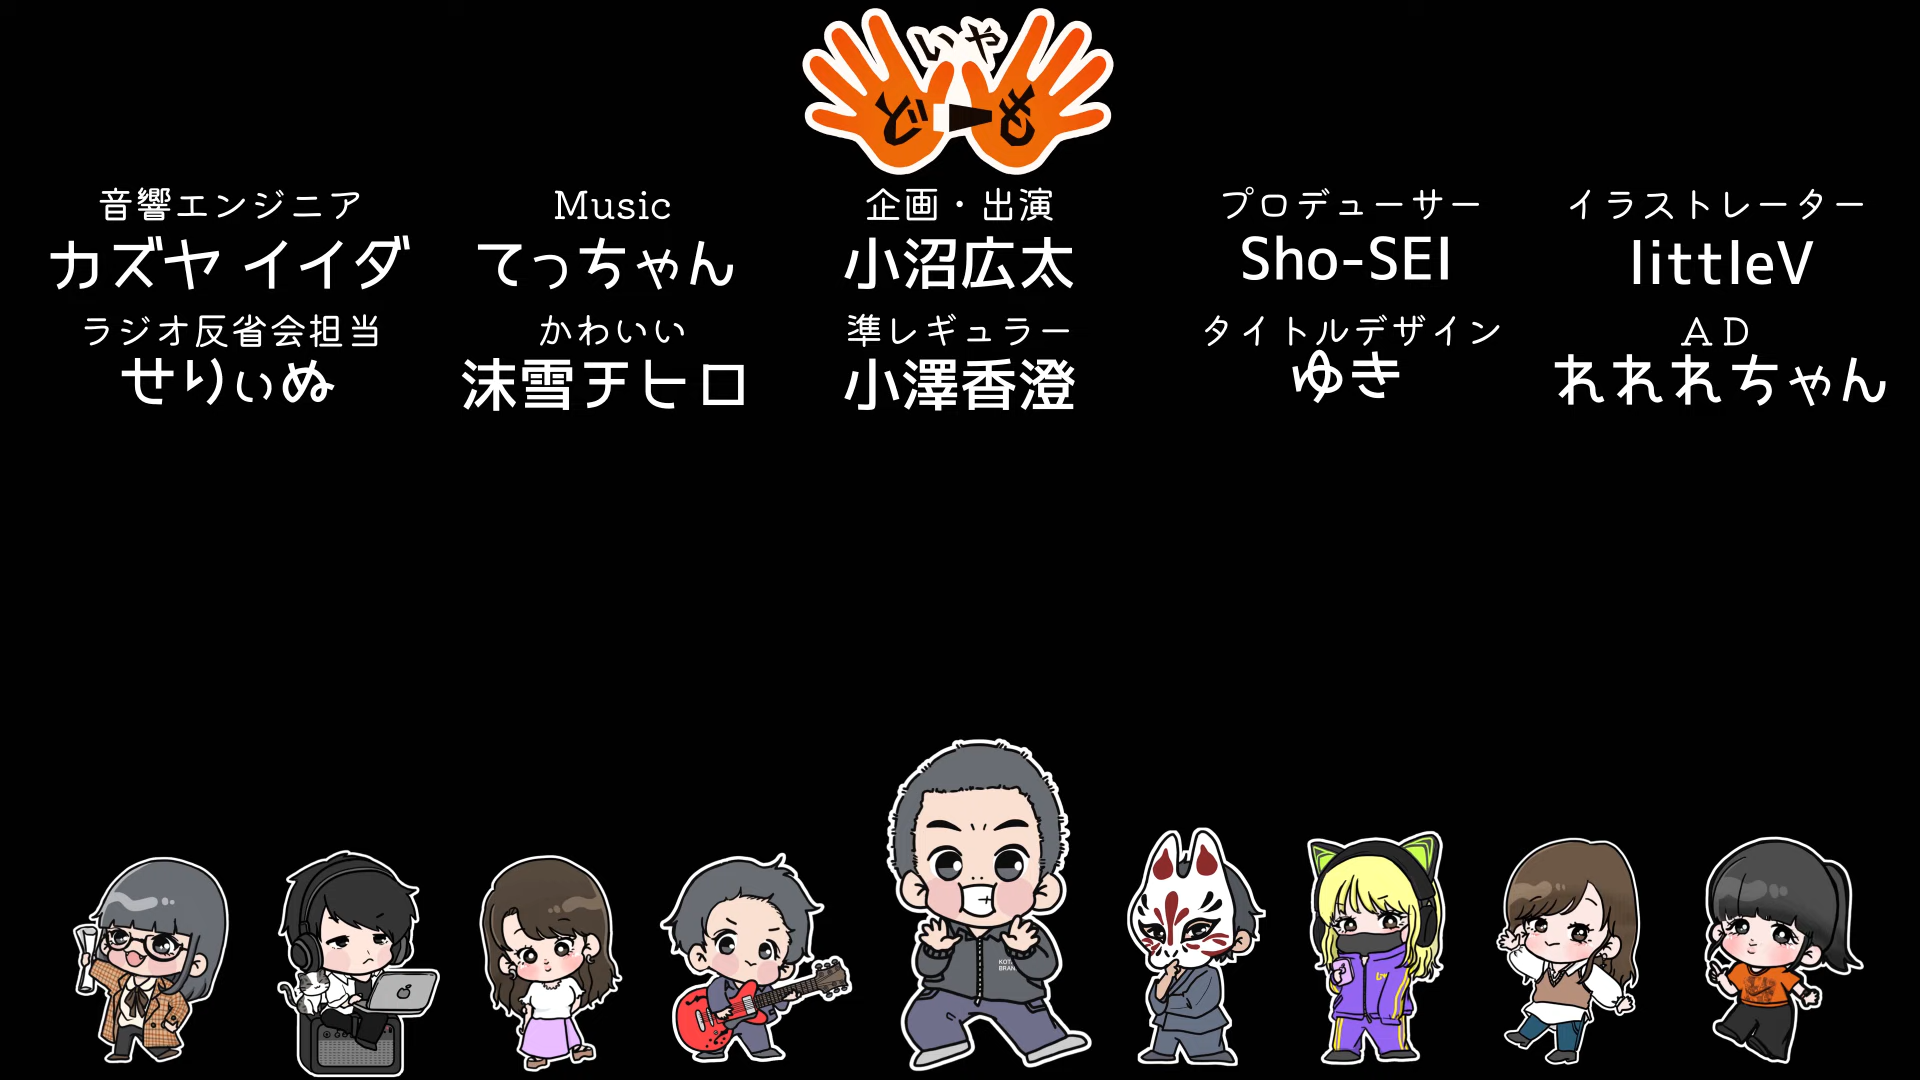 いや
どーも
音響エンジニア
カズヤ イイダ
Music
てっちゃん
企画・出演
小沼広太
プロデューサー
Sho-SEI
イラストレーター
littleV
ラジオ反省会担当
せりぃぬ
かわいい
沫雪チヒロ
準レギュラー
小澤香澄
タイトルデザイン
ゆき
AD
れれれちゃん